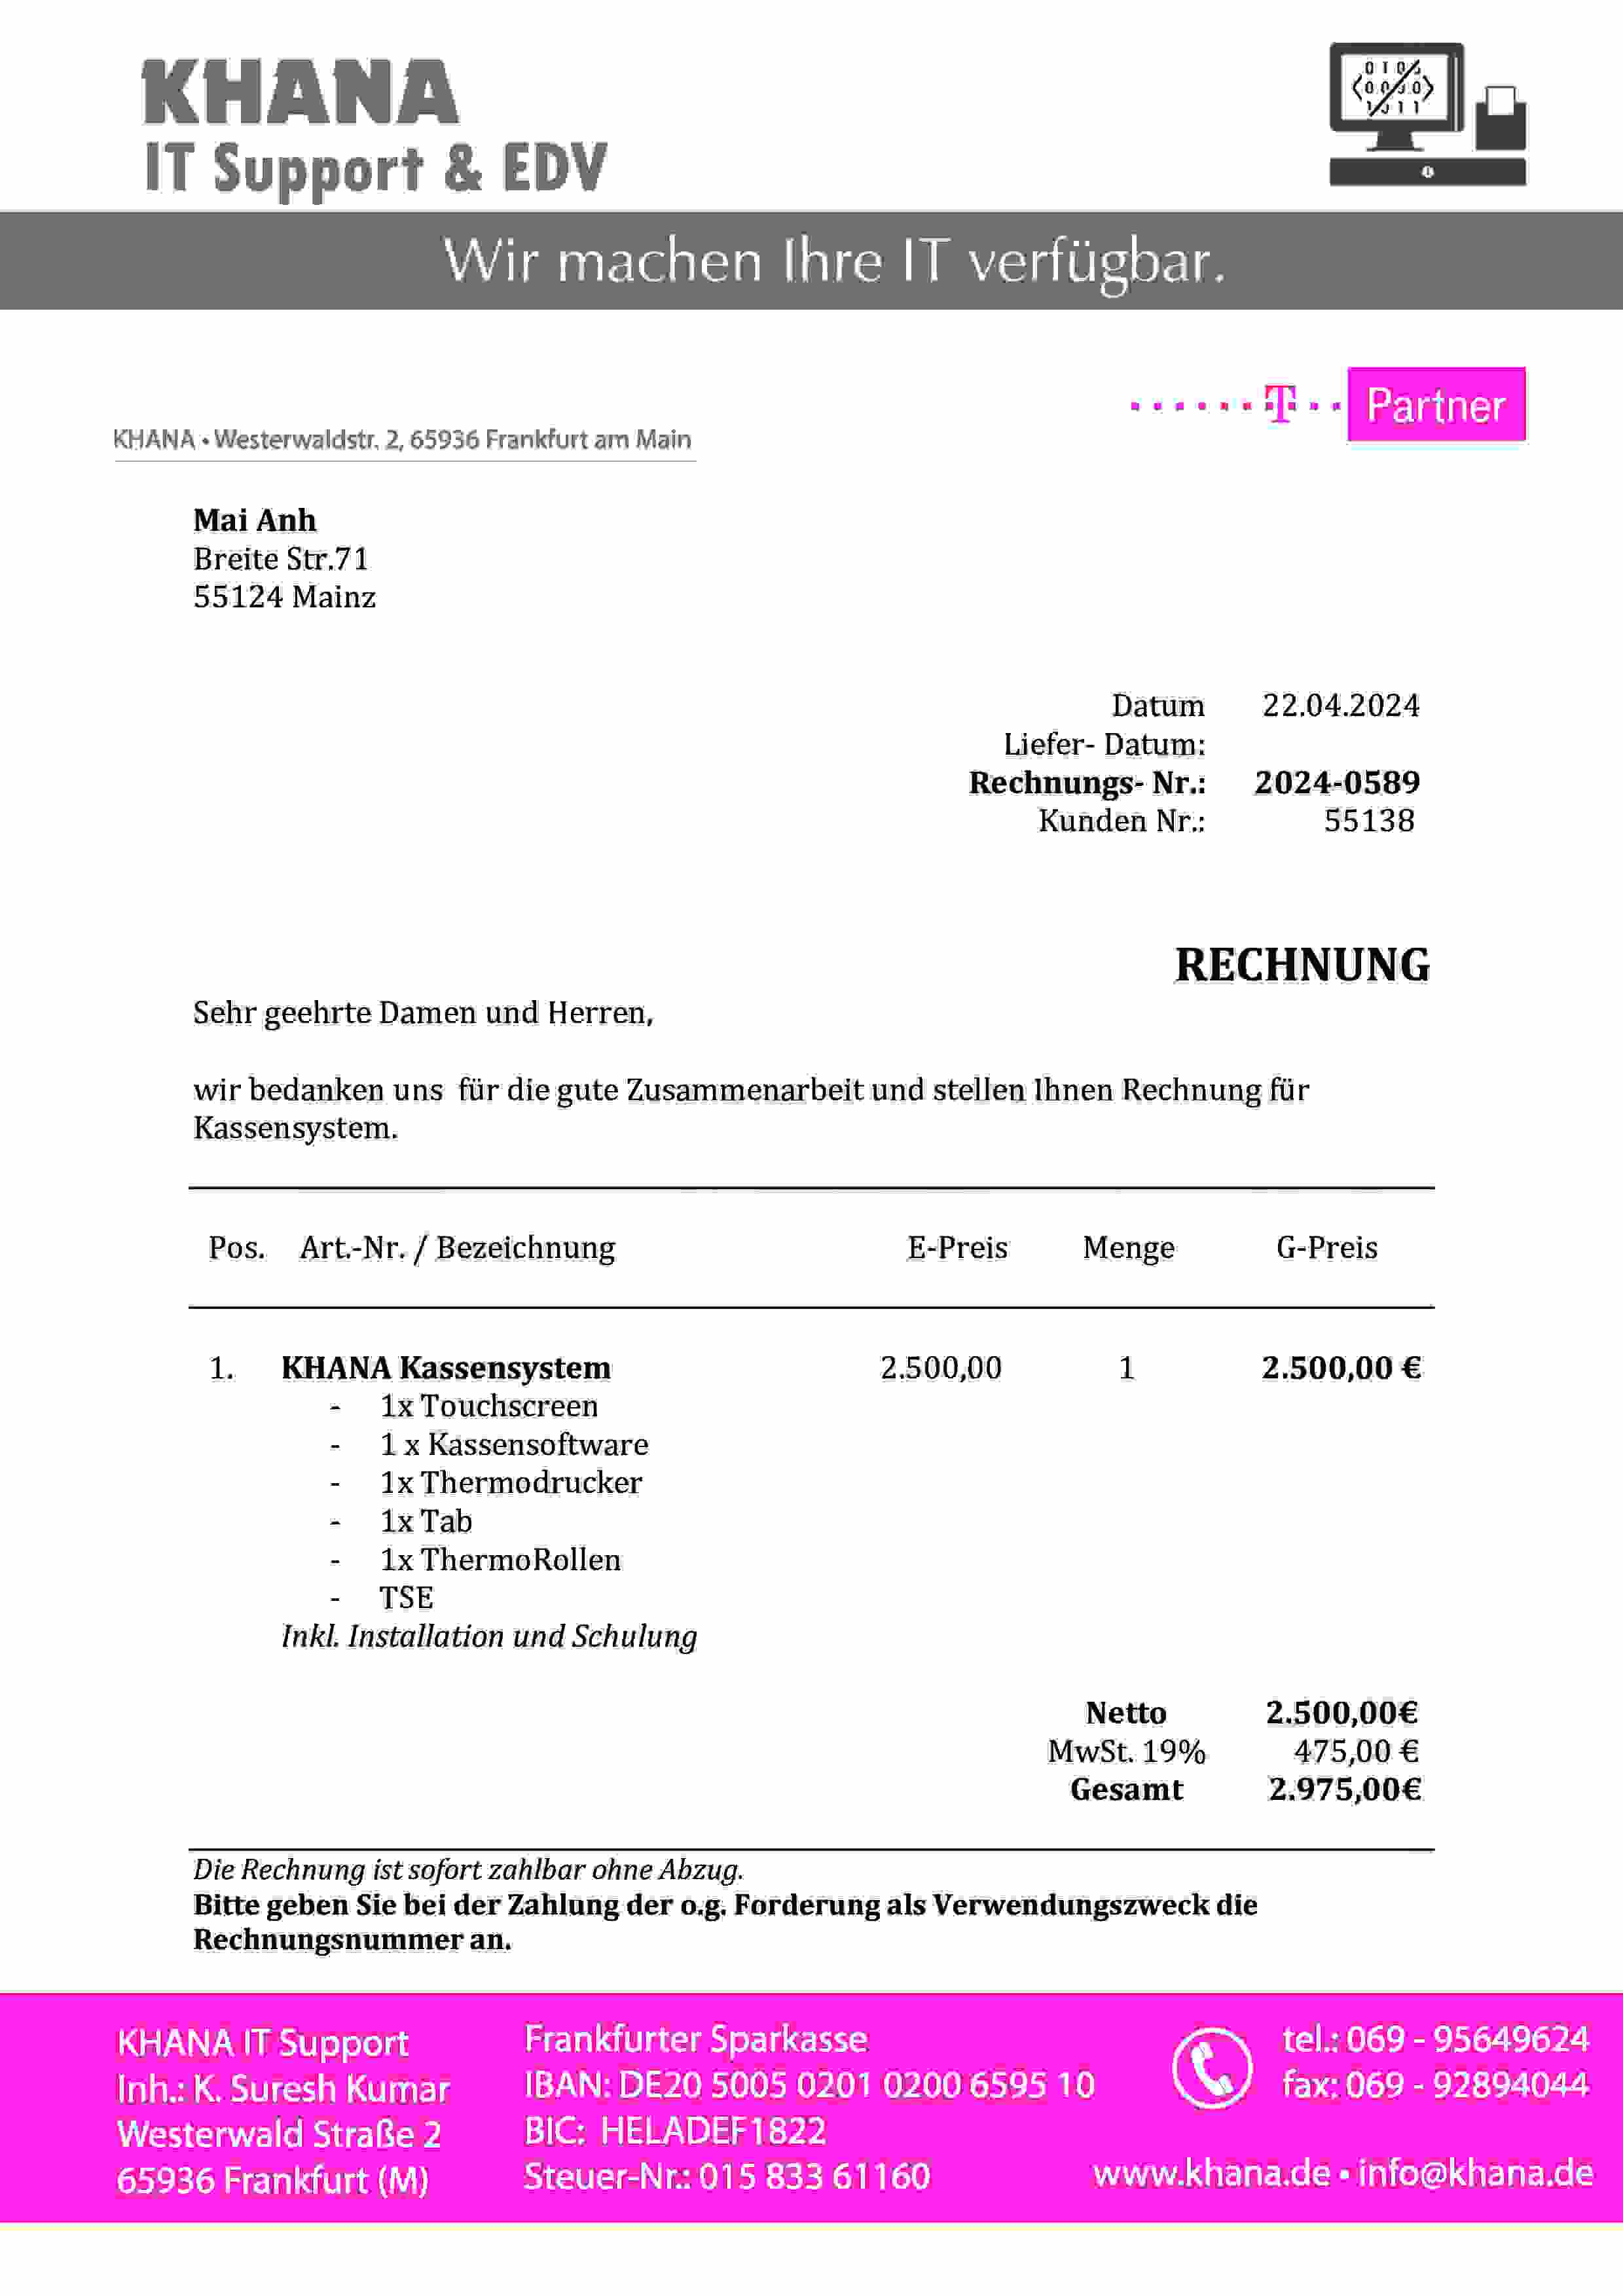 KHANA
IT Support & EDV
Wir machen Ihre IT verfügbar.
T Partner
KHANA • Westerwaldstr. 2, 65936 Frankfurt am Main
Mai Anh
Breite Str.71
55124 Mainz
Datum 22.04.2024
Liefer- Datum:
Rechnungs- Nr.: 2024-0589
Kunden Nr.: 55138
RECHNUNG
Sehr geehrte Damen und Herren,
wir bedanken uns für die gute Zusammenarbeit und stellen Ihnen Rechnung für
Kassensystem.
Pos. Art.-Nr. / Bezeichnung E-Preis Menge G-Preis
1. KHANA Kassensystem 2.500,00 1 2.500,00 €
- 1x Touchscreen
- 1 x Kassensoftware
- 1x Thermodrucker
- 1x Tab
- 1x ThermoRollen
- TSE
Inkl. Installation und Schulung
Netto 2.500,00€
MwSt. 19% 475,00 €
Gesamt 2.975,00€
Die Rechnung ist sofort zahlbar ohne Abzug.
Bitte geben Sie bei der Zahlung der o.g. Forderung als Verwendungszweck die
Rechnungsnummer an.
KHANA IT Support
Inh.: K. Suresh Kumar
Westerwald Straße 2
65936 Frankfurt (M)
Frankfurter Sparkasse
IBAN: DE20 5005 0201 0200 6595 10
BIC: HELADEF1822
Steuer-Nr.: 015 833 61160
tel.: 069 - 95649624
fax: 069 - 92894044
www.khana.de • info@khana.de